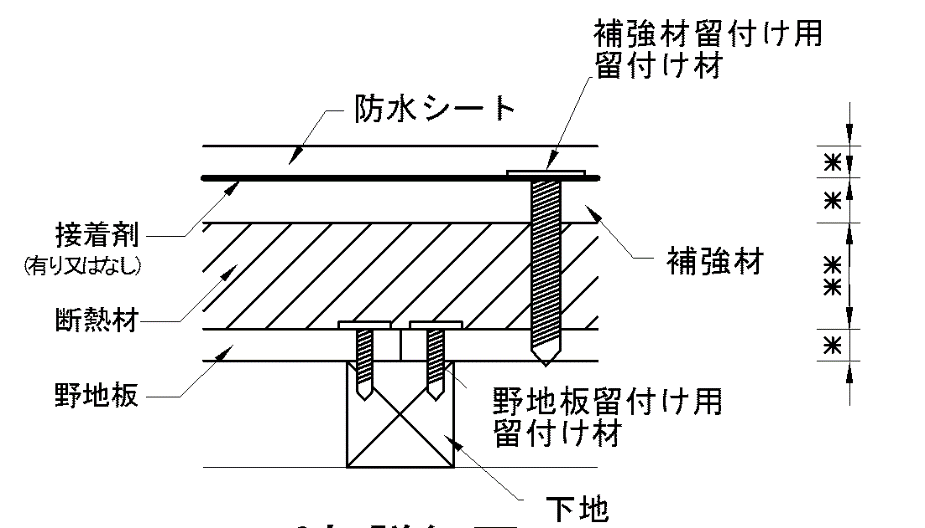 補強材留付け用
留付け材
防水シート
※
※
接着剤
(有り又はなし)
補強材
※
※
断熱材
※
野地板
野地板留付け用
留付け材
下地